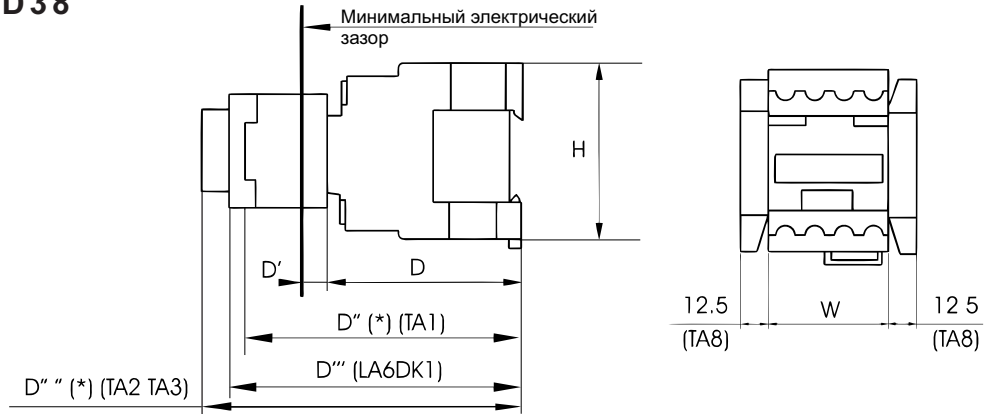 D38
Минимальный электрический
зазор
H
D'
D
D" (*) (TA1)
D"' (LA6DK1)
D" " (*) (TA2 TA3)
12.5
(TA8)
W
12 5
(TA8)